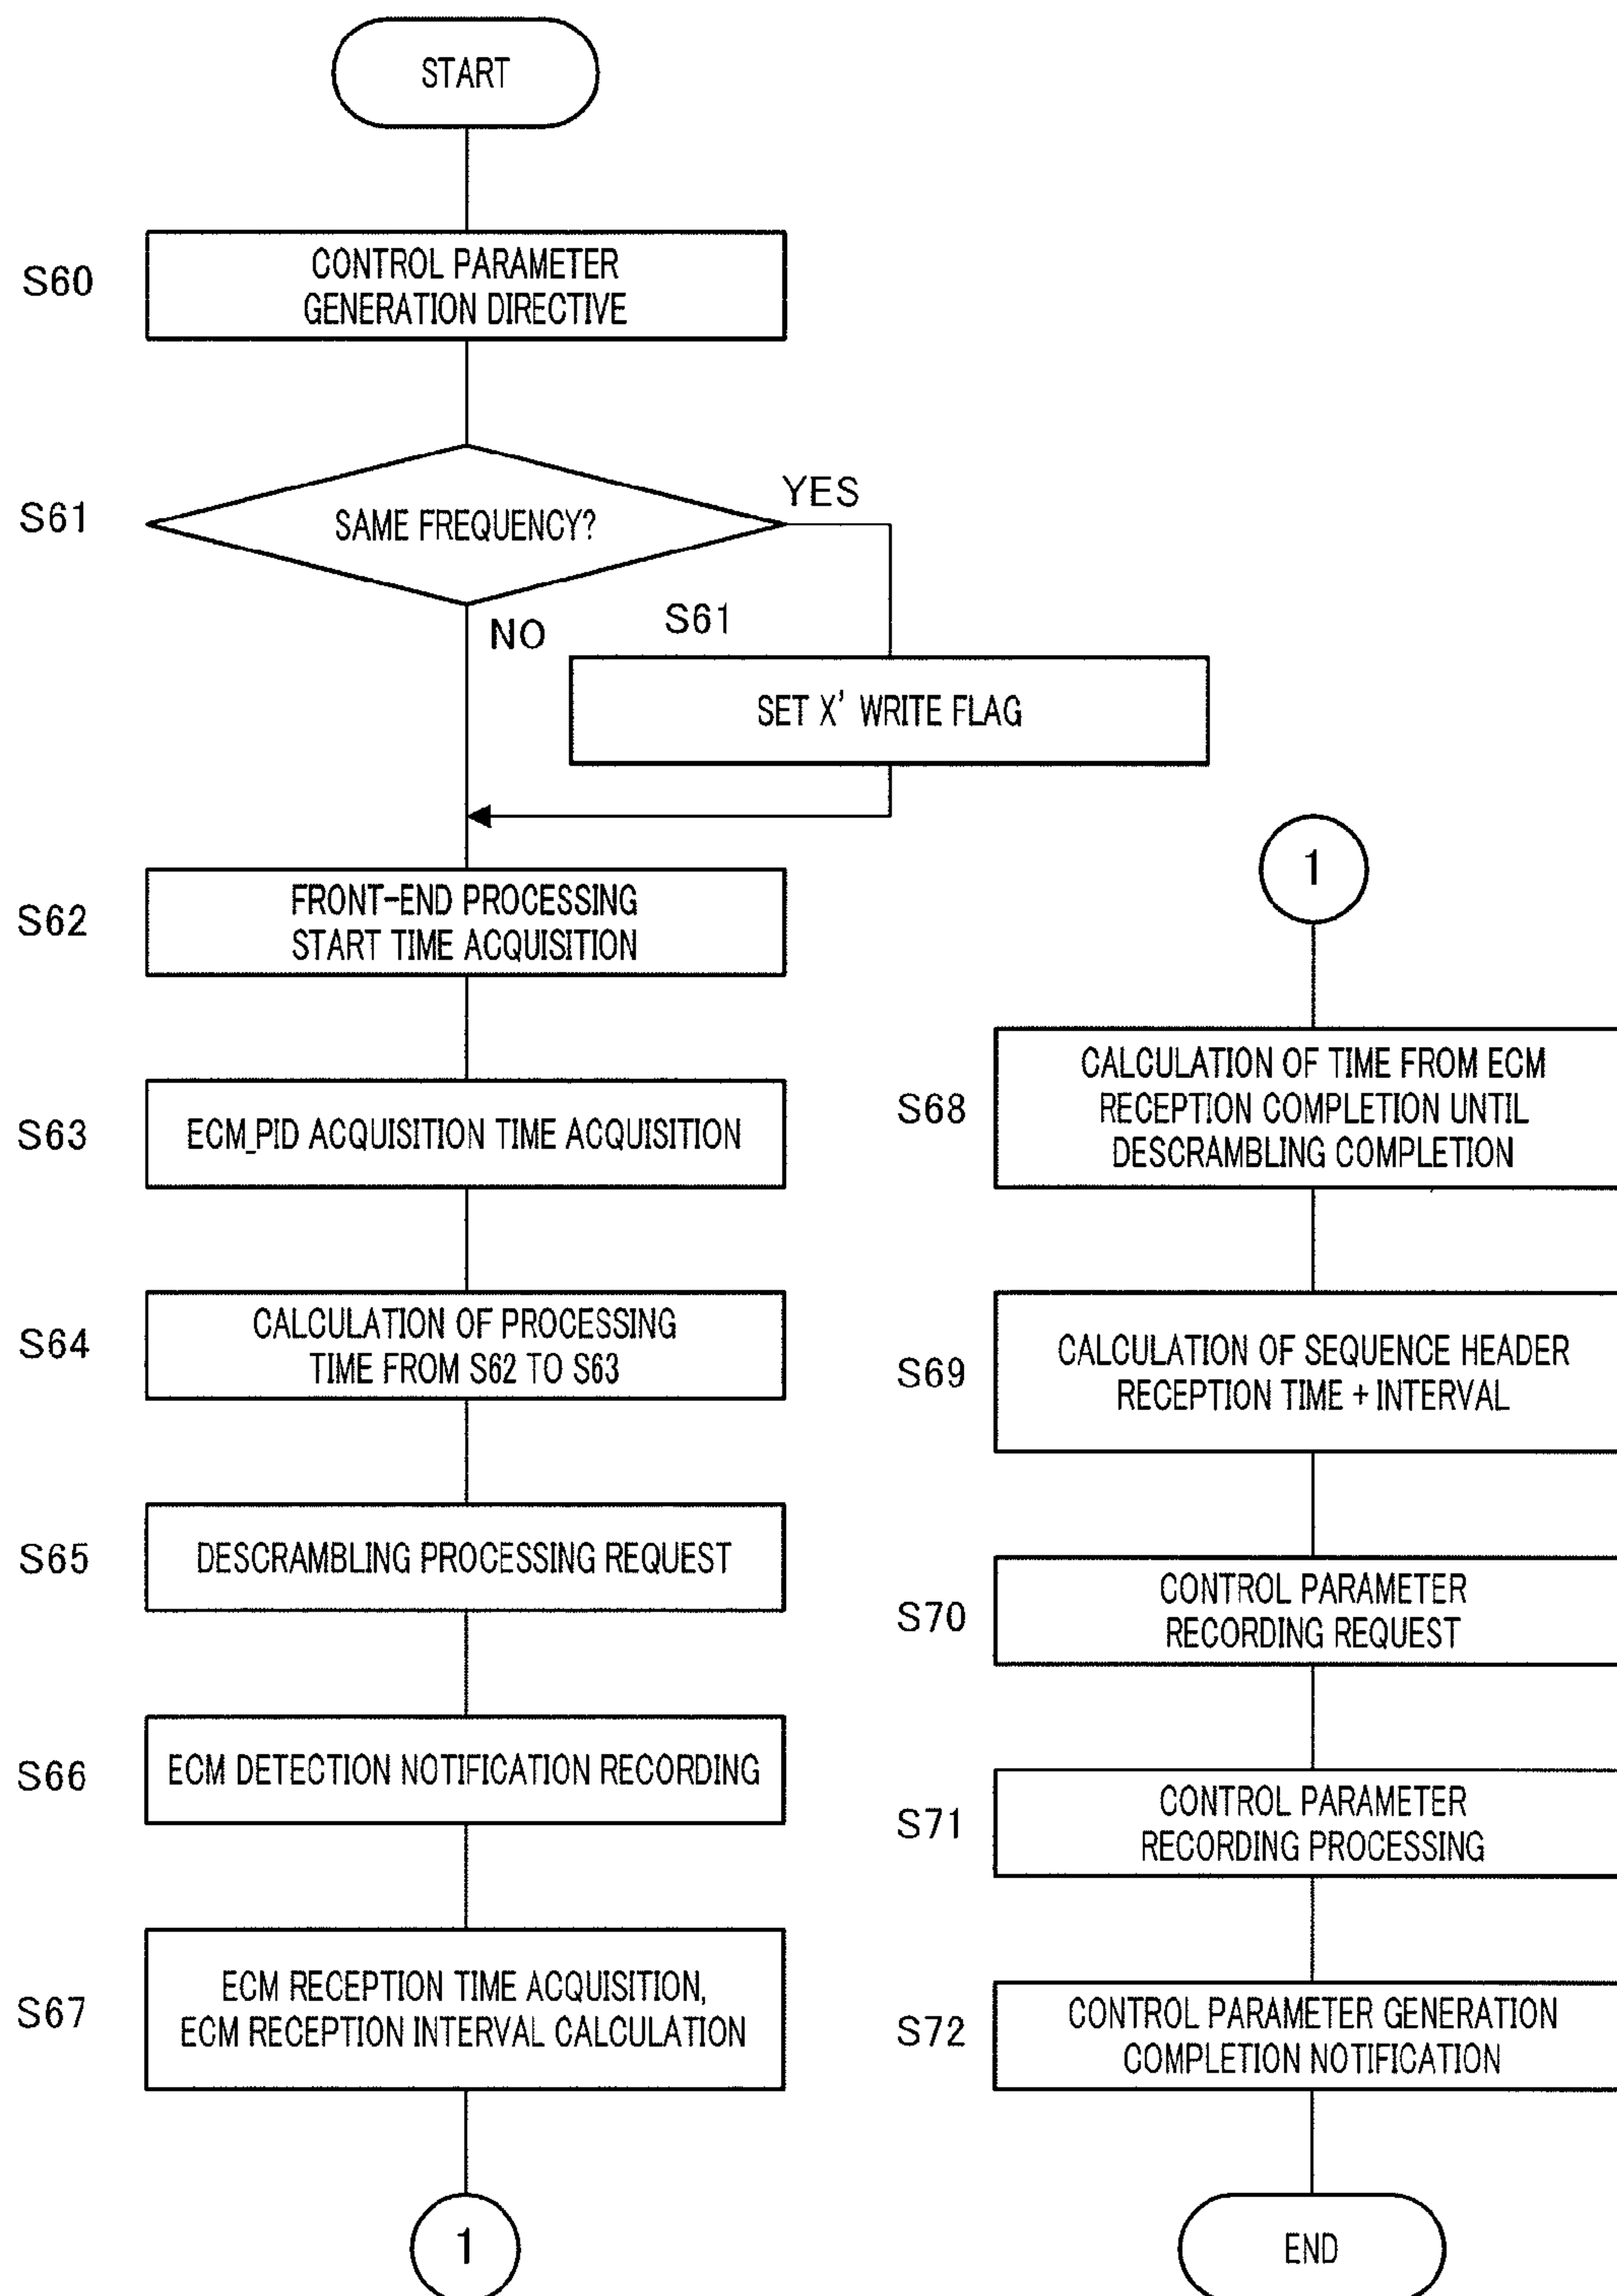 START
S60
CONTROL PARAMETER
GENERATION DIRECTIVE
S61
SAME FREQUENCY?
YES
NO
S61
SET X' WRITE FLAG
S62
FRONT-END PROCESSING
START TIME ACQUISITION
S63
ECM_PID ACQUISITION TIME ACQUISITION
S64
CALCULATION OF PROCESSING
TIME FROM S62 TO S63
S65
DESCRAMBLING PROCESSING REQUEST
S66
ECM DETECTION NOTIFICATION RECORDING
S67
ECM RECEPTION TIME ACQUISITION,
ECM RECEPTION INTERVAL CALCULATION
1
1
S68
CALCULATION OF TIME FROM ECM
RECEPTION COMPLETION UNTIL
DESCRAMBLING COMPLETION
S69
CALCULATION OF SEQUENCE HEADER
RECEPTION TIME + INTERVAL
S70
CONTROL PARAMETER
RECORDING REQUEST
S71
CONTROL PARAMETER
RECORDING PROCESSING
S72
CONTROL PARAMETER GENERATION
COMPLETION NOTIFICATION
END